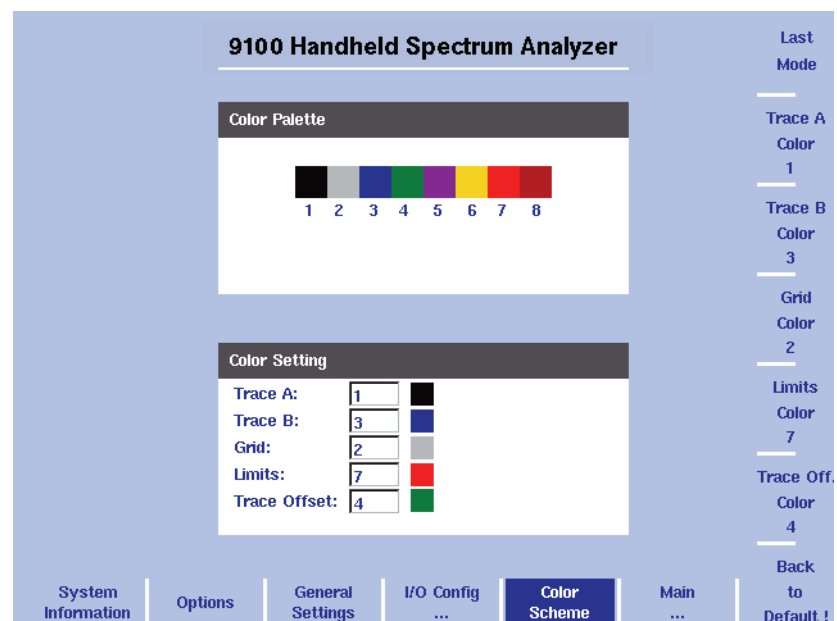 9100 Handheld Spectrum Analyzer
Color Palette
1 2 3 4 5 6 7 8
Color Setting
Trace A: 1
Trace B: 3
Grid: 2
Limits: 7
Trace Offset: 4
Last
Mode
Trace A
Color
1
Trace B
Color
3
Grid
Color
2
Limits
Color
7
Trace Off.
Color
4
Back
to
Default !
System
Information
Options
General
Settings
I/O Config
...
Color
Scheme
Main
...